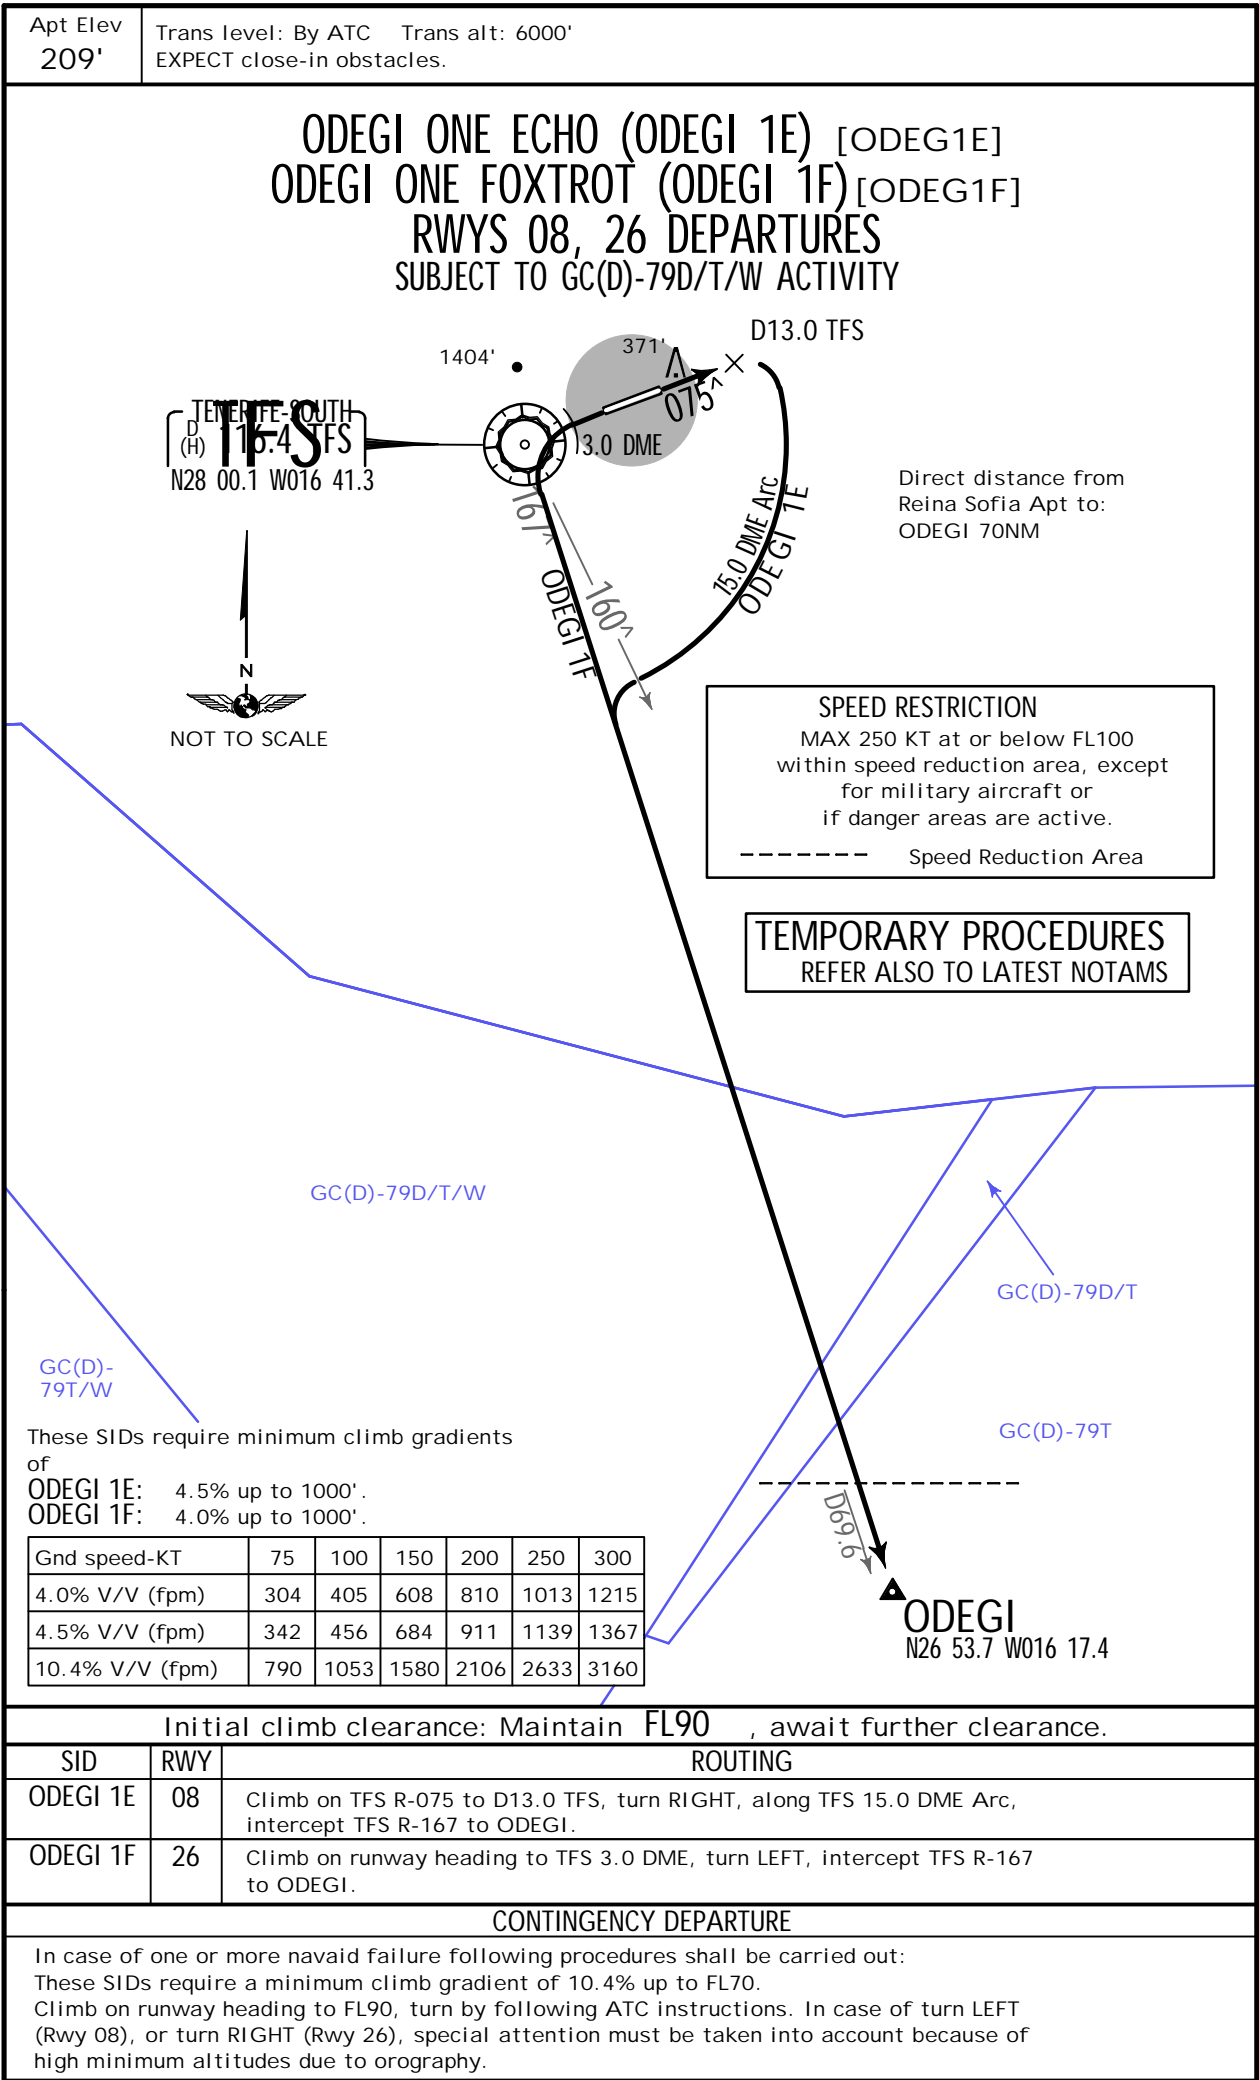 Apt Elev
209'
Trans level: By ATC Trans alt: 6000'
EXPECT close-in obstacles.
ODEGI ONE ECHO (ODEGI 1E) [ODEG1E]
ODEGI ONE FOXTROT (ODEGI 1F) [ODEG1F]
RWYS 08, 26 DEPARTURES
SUBJECT TO GC(D)-79D/T/W ACTIVITY
D13.0 TFS
371'
1404'
075^
TENERIFE-SOUTH
D
(H) 116.4 TFS
TFS
N28 00.1 W016 41.3
3.0 DME
Direct distance from
Reina Sofia Apt to:
ODEGI 70NM
15.0 DME Arc
ODEGI 1E
167^
160^
ODEGI 1F
N
NOT TO SCALE
SPEED RESTRICTION
MAX 250 KT at or below FL100
within speed reduction area, except
for military aircraft or
if danger areas are active.
Speed Reduction Area
TEMPORARY PROCEDURES
REFER ALSO TO LATEST NOTAMS
GC(D)-79D/T/W
GC(D)-79D/T
GC(D)-
79T/W
GC(D)-79T
These SIDs require minimum climb gradients
of
ODEGI 1E: 4.5% up to 1000'.
ODEGI 1F: 4.0% up to 1000'.
D69.6
Gnd speed-KT 75 100 150 200 250 300
4.0% V/V (fpm) 304 405 608 810 1013 1215
4.5% V/V (fpm) 342 456 684 911 1139 1367
10.4% V/V (fpm) 790 1053 1580 2106 2633 3160
ODEGI
N26 53.7 W016 17.4
Initial climb clearance: Maintain FL90 , await further clearance.
SID RWY ROUTING
ODEGI 1E 08 Climb on TFS R-075 to D13.0 TFS, turn RIGHT, along TFS 15.0 DME Arc,
intercept TFS R-167 to ODEGI.
ODEGI 1F 26 Climb on runway heading to TFS 3.0 DME, turn LEFT, intercept TFS R-167
to ODEGI.
CONTINGENCY DEPARTURE
In case of one or more navaid failure following procedures shall be carried out:
These SIDs require a minimum climb gradient of 10.4% up to FL70.
Climb on runway heading to FL90, turn by following ATC instructions. In case of turn LEFT
(Rwy 08), or turn RIGHT (Rwy 26), special attention must be taken into account because of
high minimum altitudes due to orography.